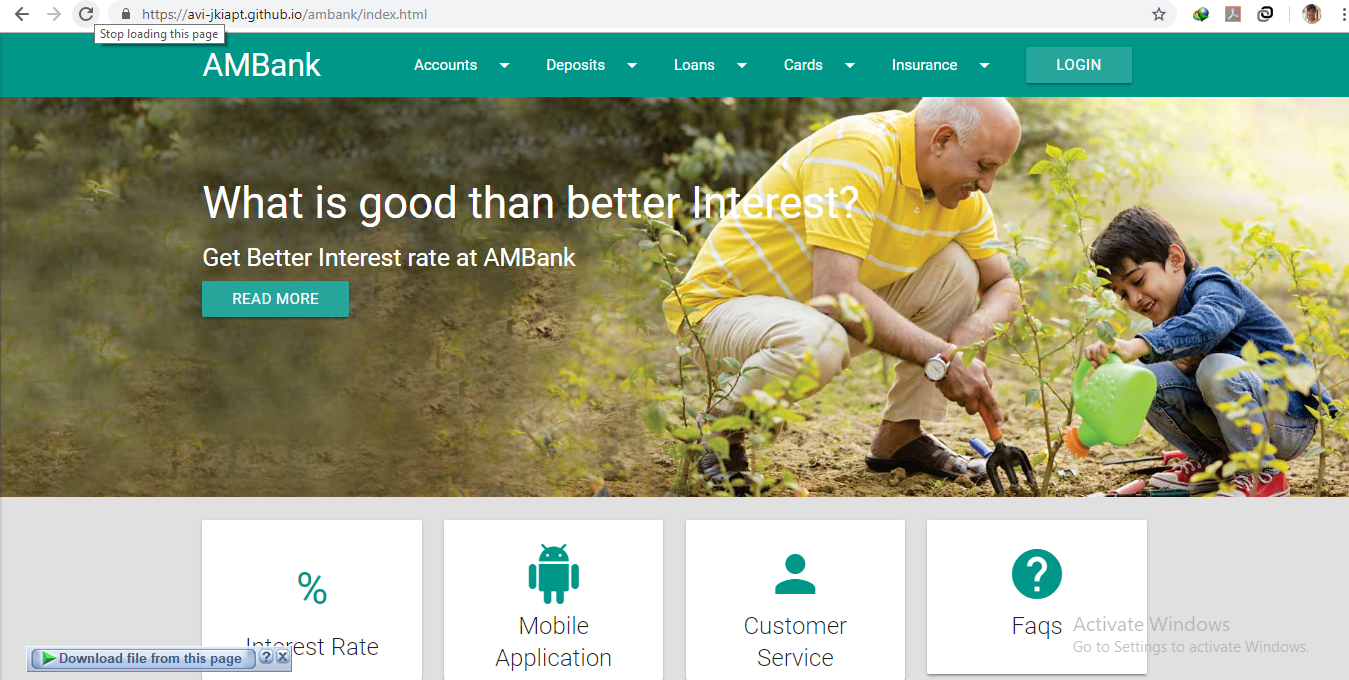 https://avi-jkiapt.github.io/ambank/index.html
Stop loading this page
AMBank
Accounts
Deposits
Loans
Cards
Insurance
LOGIN
What is good than better Interest?
Get Better Interest rate at AMBank
READ MORE
%
Interest Rate
Mobile
Application
Customer
Service
?
Faqs
Activate Windows
Go to Settings to activate Windows.
Download file from this page
?
X